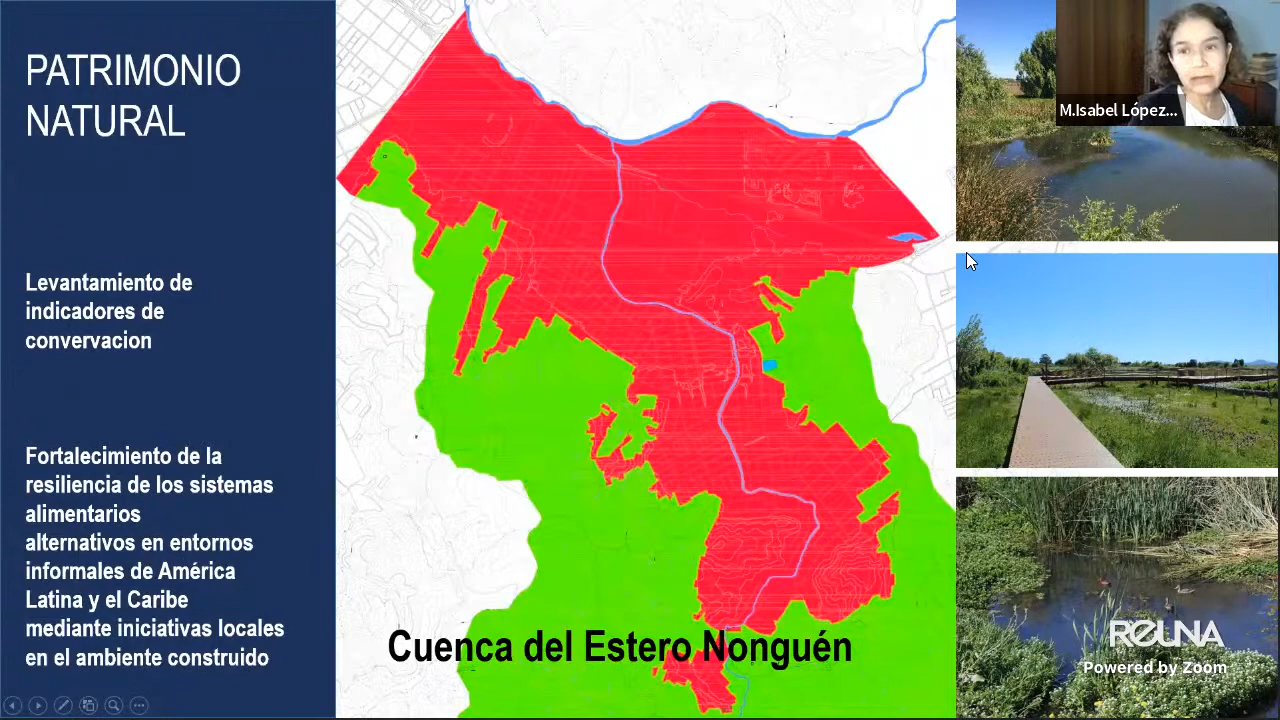 PATRIMONIO
NATURAL
Levantamiento de
indicadores de
convervacion
Fortalecimiento de la
resiliencia de los sistemas
alimentarios
alternativos en entornos
informales de América
Latina y el Caribe
mediante iniciativas locales
en el ambiente construido
Cuenca del Estero Nonguén
M.Isabel López...
Powered by Zoom